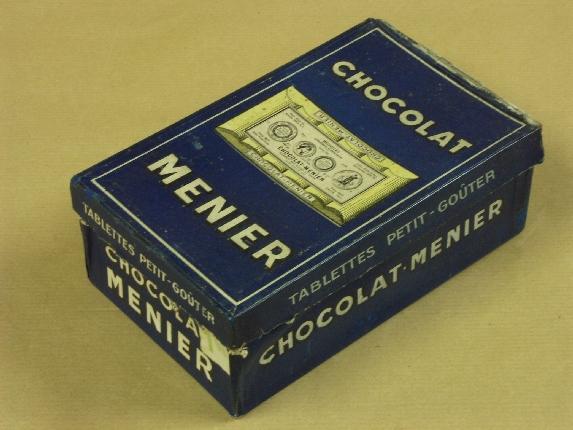 CHOCOLAT
CHOCOLAT MENIER
MENIER
TABLETTES PETIT-GOÛTER
CHOCOLAT
MENIER
TABLETTES PETIT-GOÛTER
CHOCOLAT-MENIER